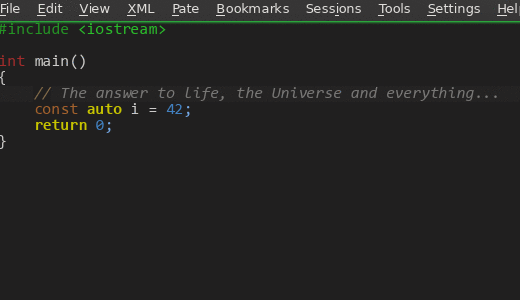 File Edit View XML Pate Bookmarks Sessions Tools Settings Help
#include <iostream>
int main()
{
    // The answer to life, the Universe and everything...
    const auto i = 42;
    return 0;
}